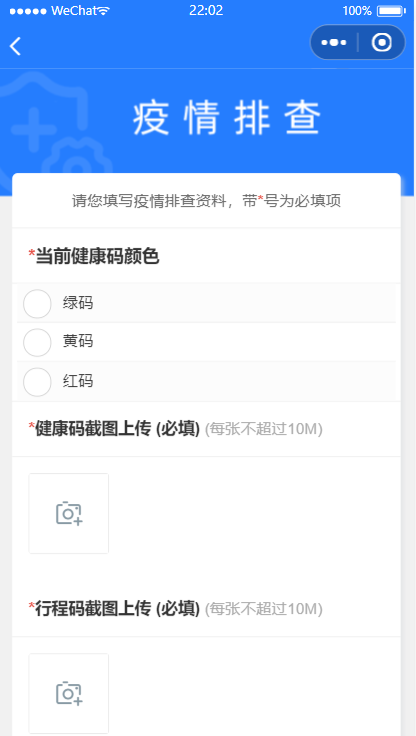 WeChat 22:02 100%
疫情排查
请您填写疫情排查资料，带*号为必填项
*当前健康码颜色
绿码
黄码
红码
*健康码截图上传 (必填) (每张不超过10M)
*行程码截图上传 (必填) (每张不超过10M)